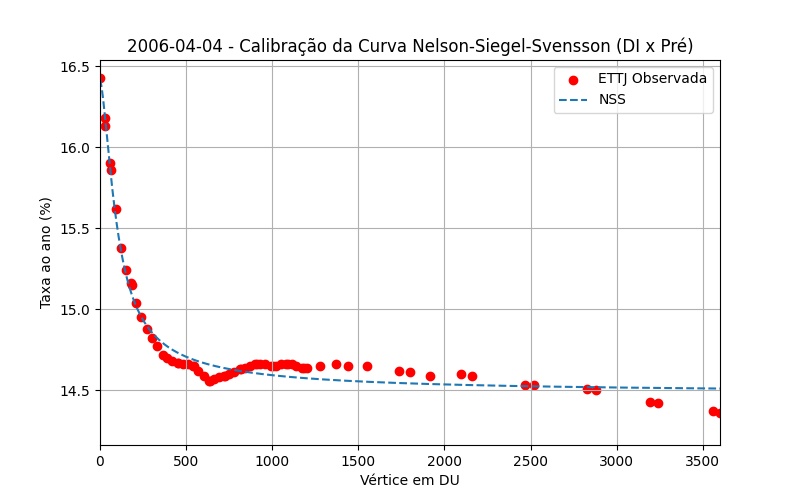 2006-04-04 - Calibração da Curva Nelson-Siegel-Svensson (DI x Pré)
ETTJ Observada
NSS
Taxa ao ano (%)
16.5
16.0
15.5
15.0
14.5
0 500 1000 1500 2000 2500 3000 3500
Vértice em DU